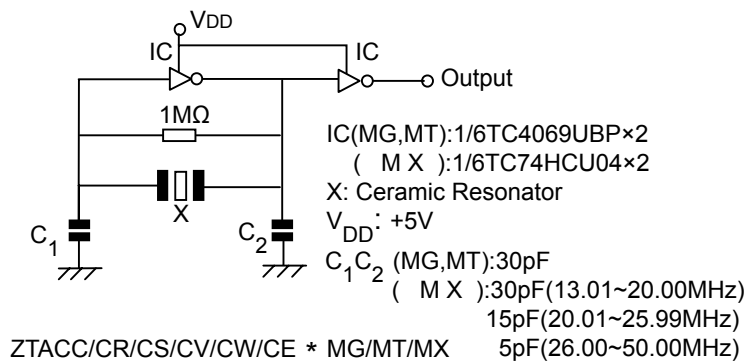 VDD
IC IC
Output
1MΩ
X
C1 C2
IC(MG,MT):1/6TC4069UBP×2
( M X ):1/6TC74HCU04×2
X: Ceramic Resonator
VDD: +5V
C1C2 (MG,MT):30pF
( M X ):30pF(13.01~20.00MHz)
15pF(20.01~25.99MHz)
ZTACC/CR/CS/CV/CW/CE * MG/MT/MX 5pF(26.00~50.00MHz)